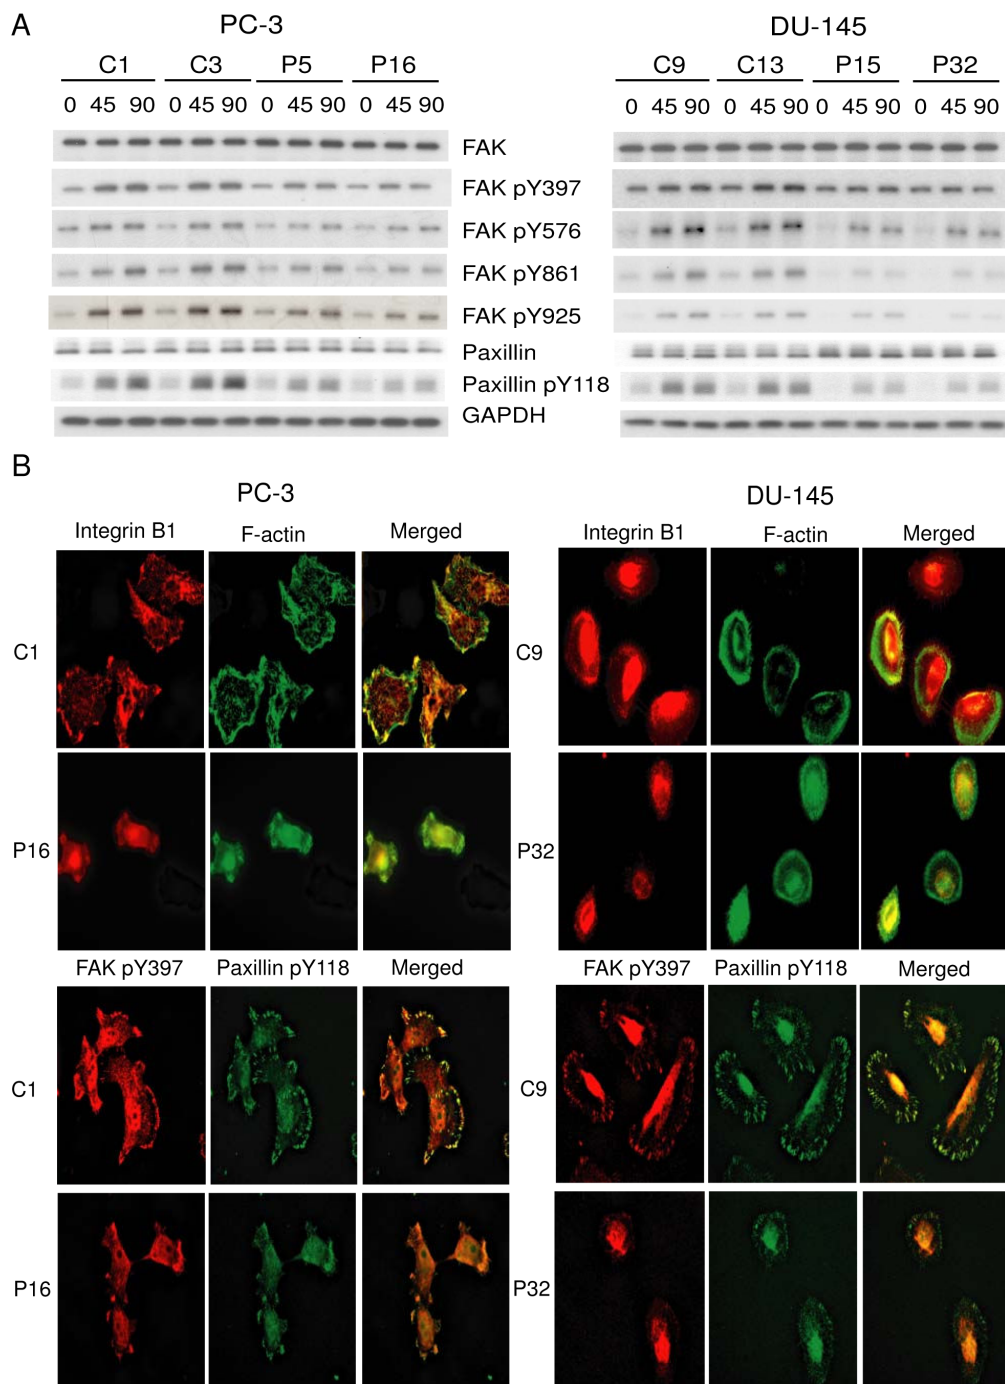 A
PC-3
DU-145
C1 C3 P5 P16
C9 C13 P15 P32
0 45 90 0 45 90 0 45 90 0 45 90
0 45 90 0 45 90 0 45 90 0 45 90
FAK
FAK pY397
FAK pY576
FAK pY861
FAK pY925
Paxillin
Paxillin pY118
GAPDH
B
PC-3
DU-145
Integrin B1 F-actin Merged
Integrin B1 F-actin Merged
C1
C9
P16
P32
FAK pY397 Paxillin pY118 Merged
FAK pY397 Paxillin pY118 Merged
C1
C9
P16
P32